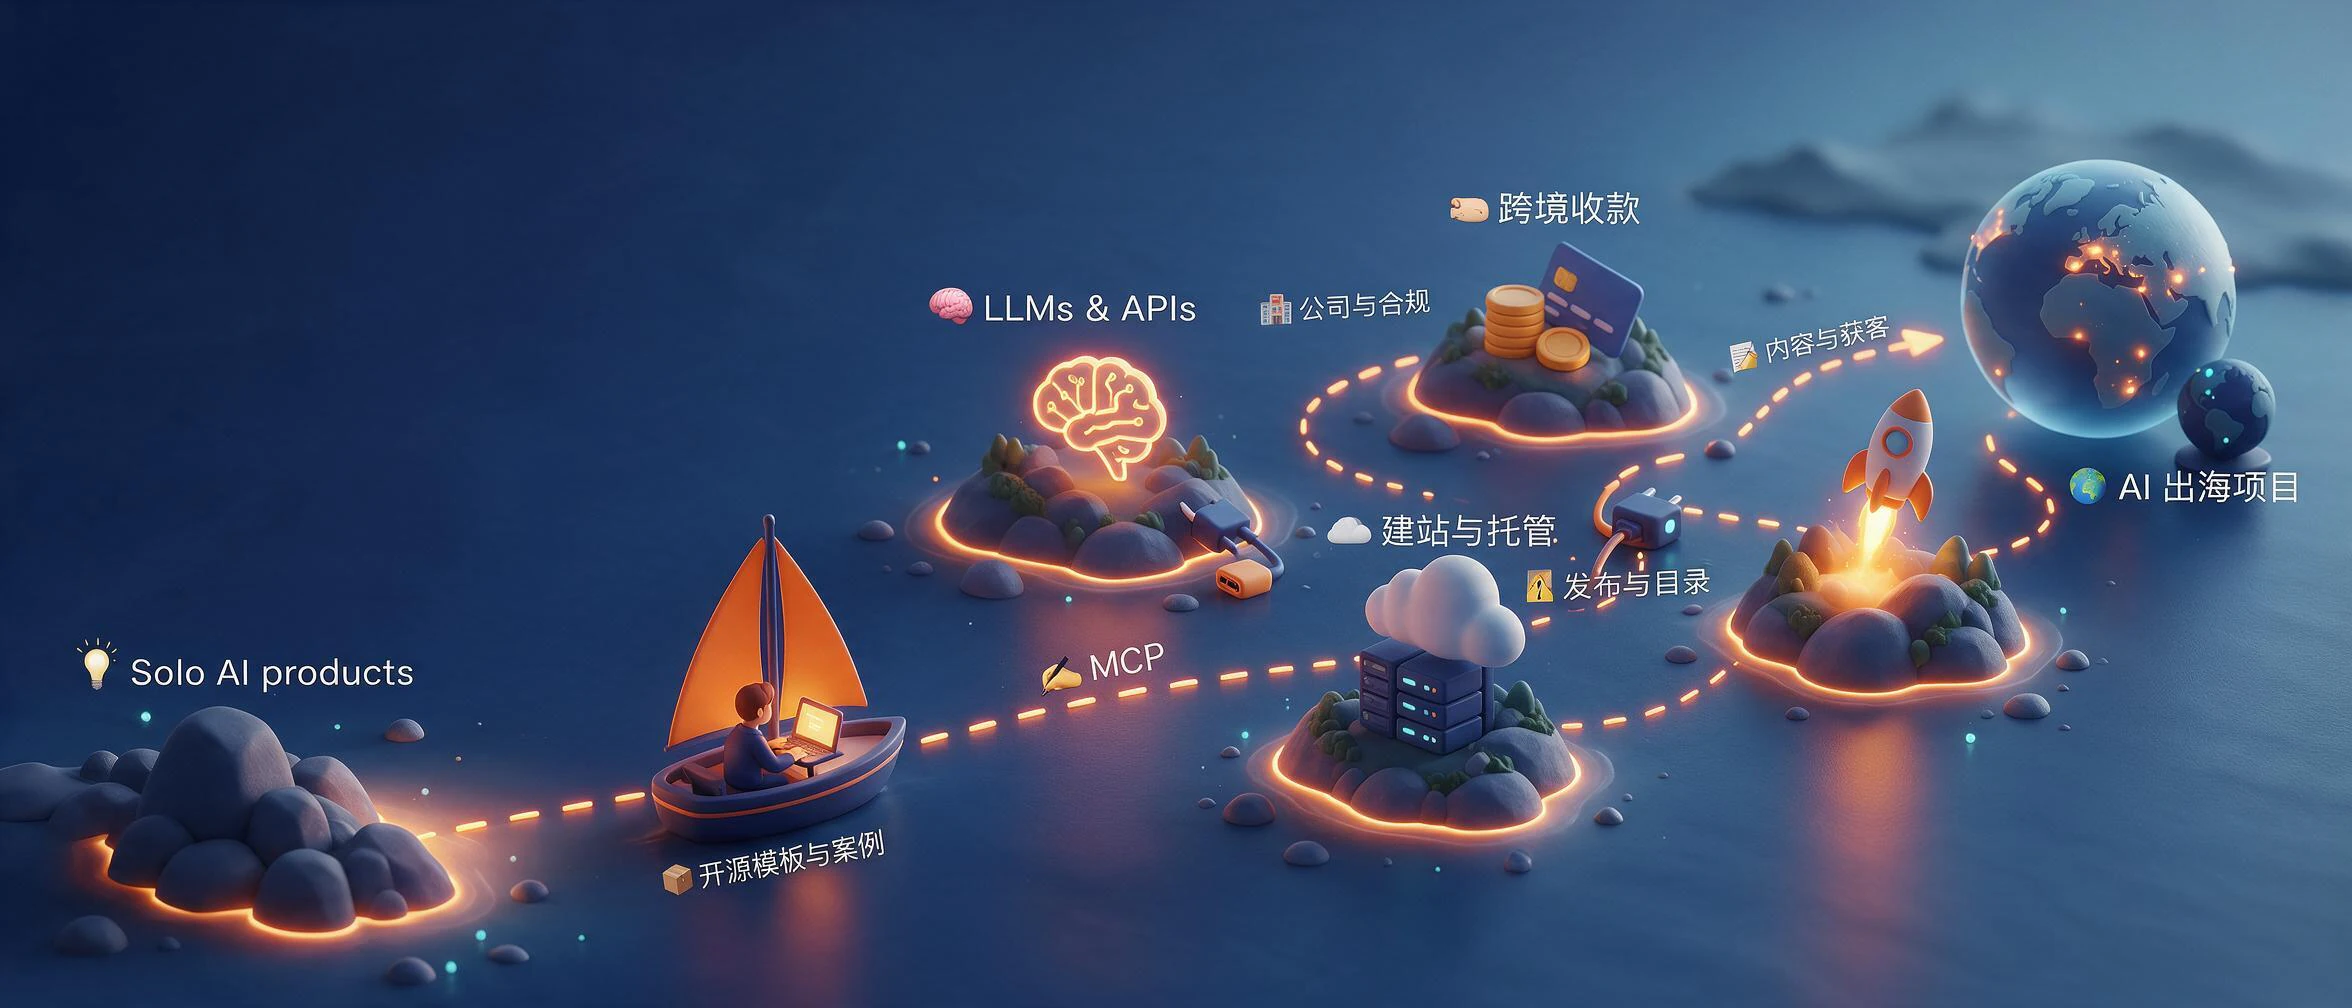 跨境收款
LLMs & APIs
公司与合规
内容与获客
AI 出海项目
建站与托管
发布与目录
MCP
Solo AI products
开源模板与案例